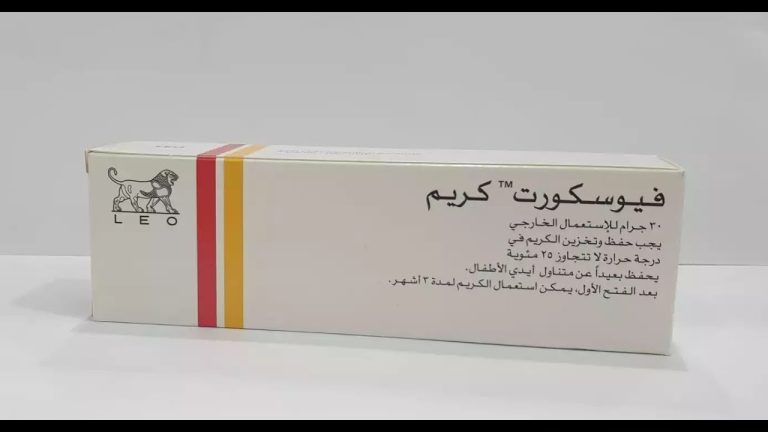 فيوسكورت™ كريم
٣٠ جرام للإستعمال الخارجي
يجب حفظ وتخزين الكريم في
درجة حرارة لا تتجاوز ٢٥ مئوية
يحفظ بعيداً عن متناول أيدي الأطفال.
بعد الفتح الأول، يمكن استعمال الكريم لمدة ٣ أشهر.
LEO